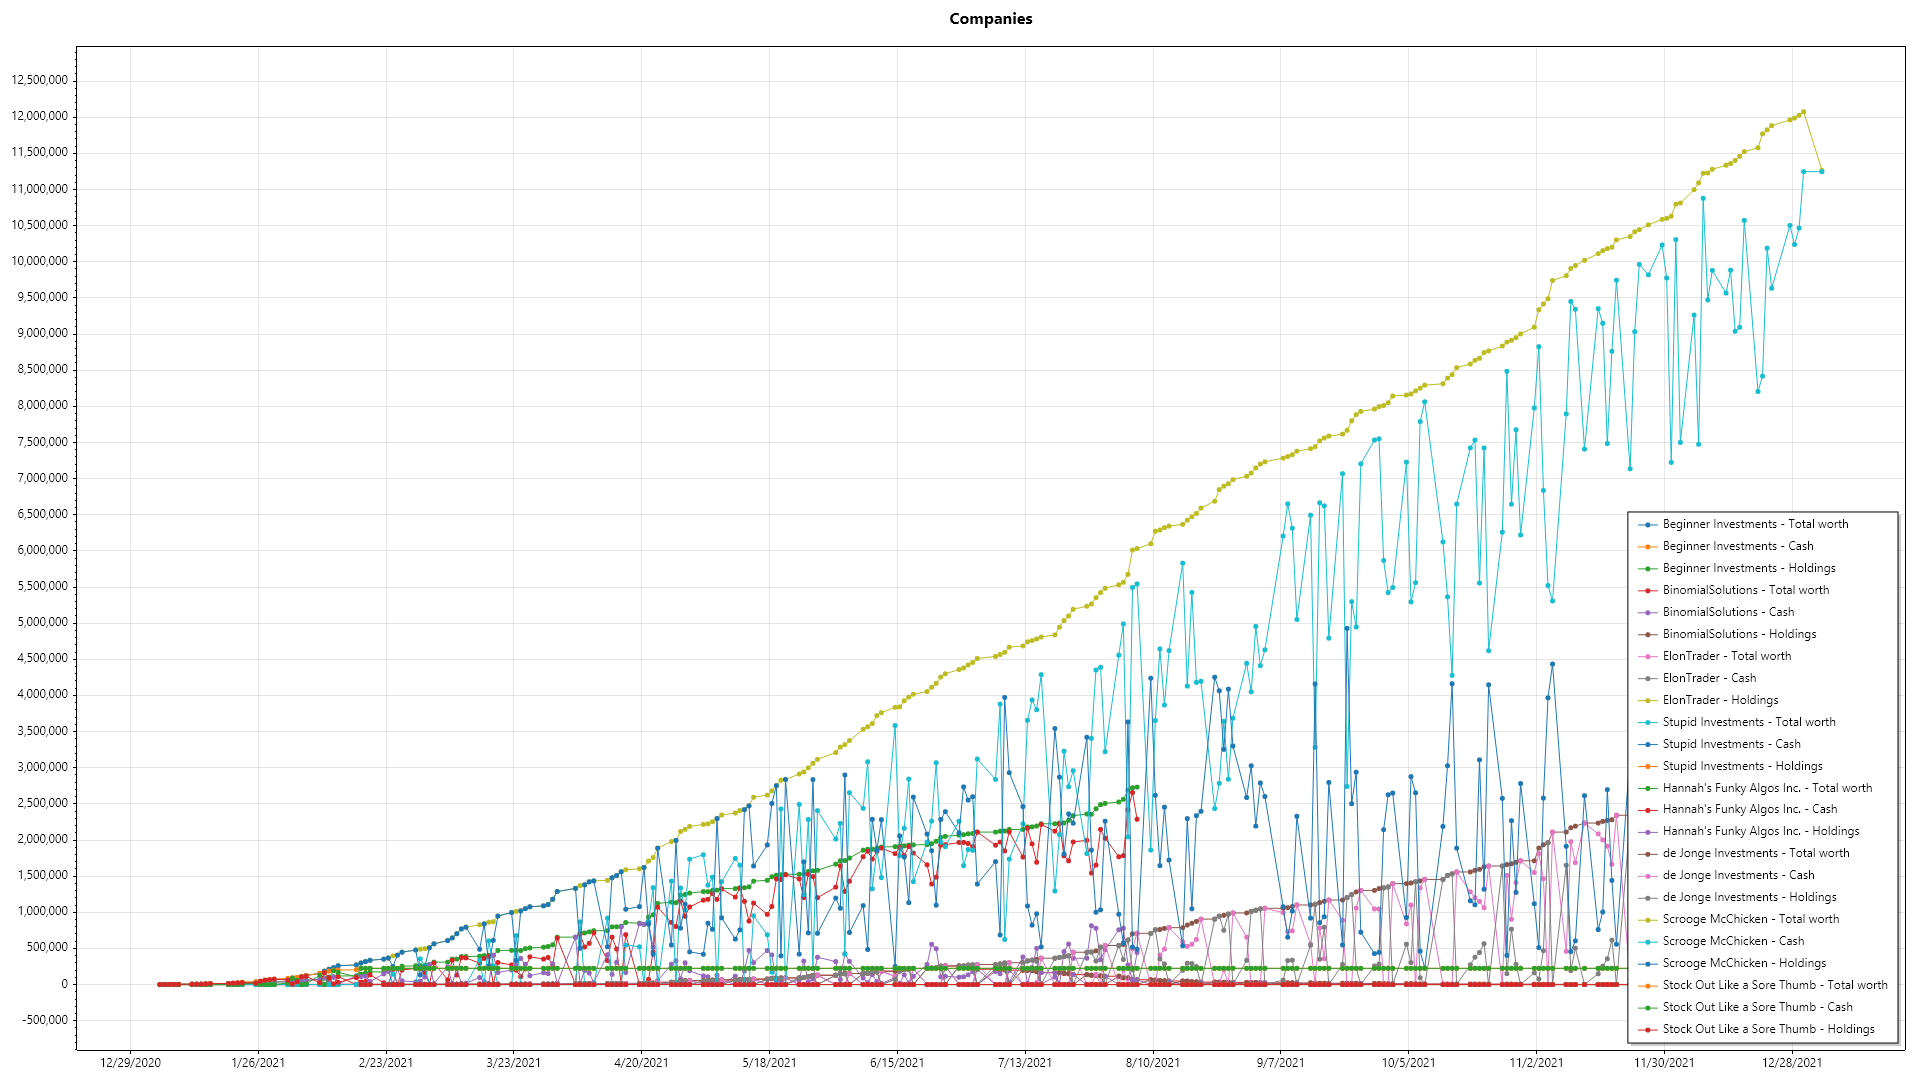 Companies
12,500,000
12,000,000
11,500,000
11,000,000
10,500,000
10,000,000
9,500,000
9,000,000
8,500,000
8,000,000
7,500,000
7,000,000
6,500,000
6,000,000
5,500,000
5,000,000
4,500,000
4,000,000
3,500,000
3,000,000
2,500,000
2,000,000
1,500,000
1,000,000
500,000
0
-500,000
12/29/2020 1/26/2021 2/23/2021 3/23/2021 4/20/2021 5/18/2021 6/15/2021 7/13/2021 8/10/2021 9/7/2021 10/5/2021 11/2/2021 11/30/2021 12/28/2021
Beginner Investments - Total worth
Beginner Investments - Cash
Beginner Investments - Holdings
BinomialSolutions - Total worth
BinomialSolutions - Cash
BinomialSolutions - Holdings
ElonTrader - Total worth
ElonTrader - Cash
ElonTrader - Holdings
Stupid Investments - Total worth
Stupid Investments - Cash
Stupid Investments - Holdings
Hannah's Funky Algos Inc. - Total worth
Hannah's Funky Algos Inc. - Cash
Hannah's Funky Algos Inc. - Holdings
de Jonge Investments - Total worth
de Jonge Investments - Cash
de Jonge Investments - Holdings
Scrooge McChicken - Total worth
Scrooge McChicken - Cash
Scrooge McChicken - Holdings
Stock Out Like a Sore Thumb - Total worth
Stock Out Like a Sore Thumb - Cash
Stock Out Like a Sore Thumb - Holdings